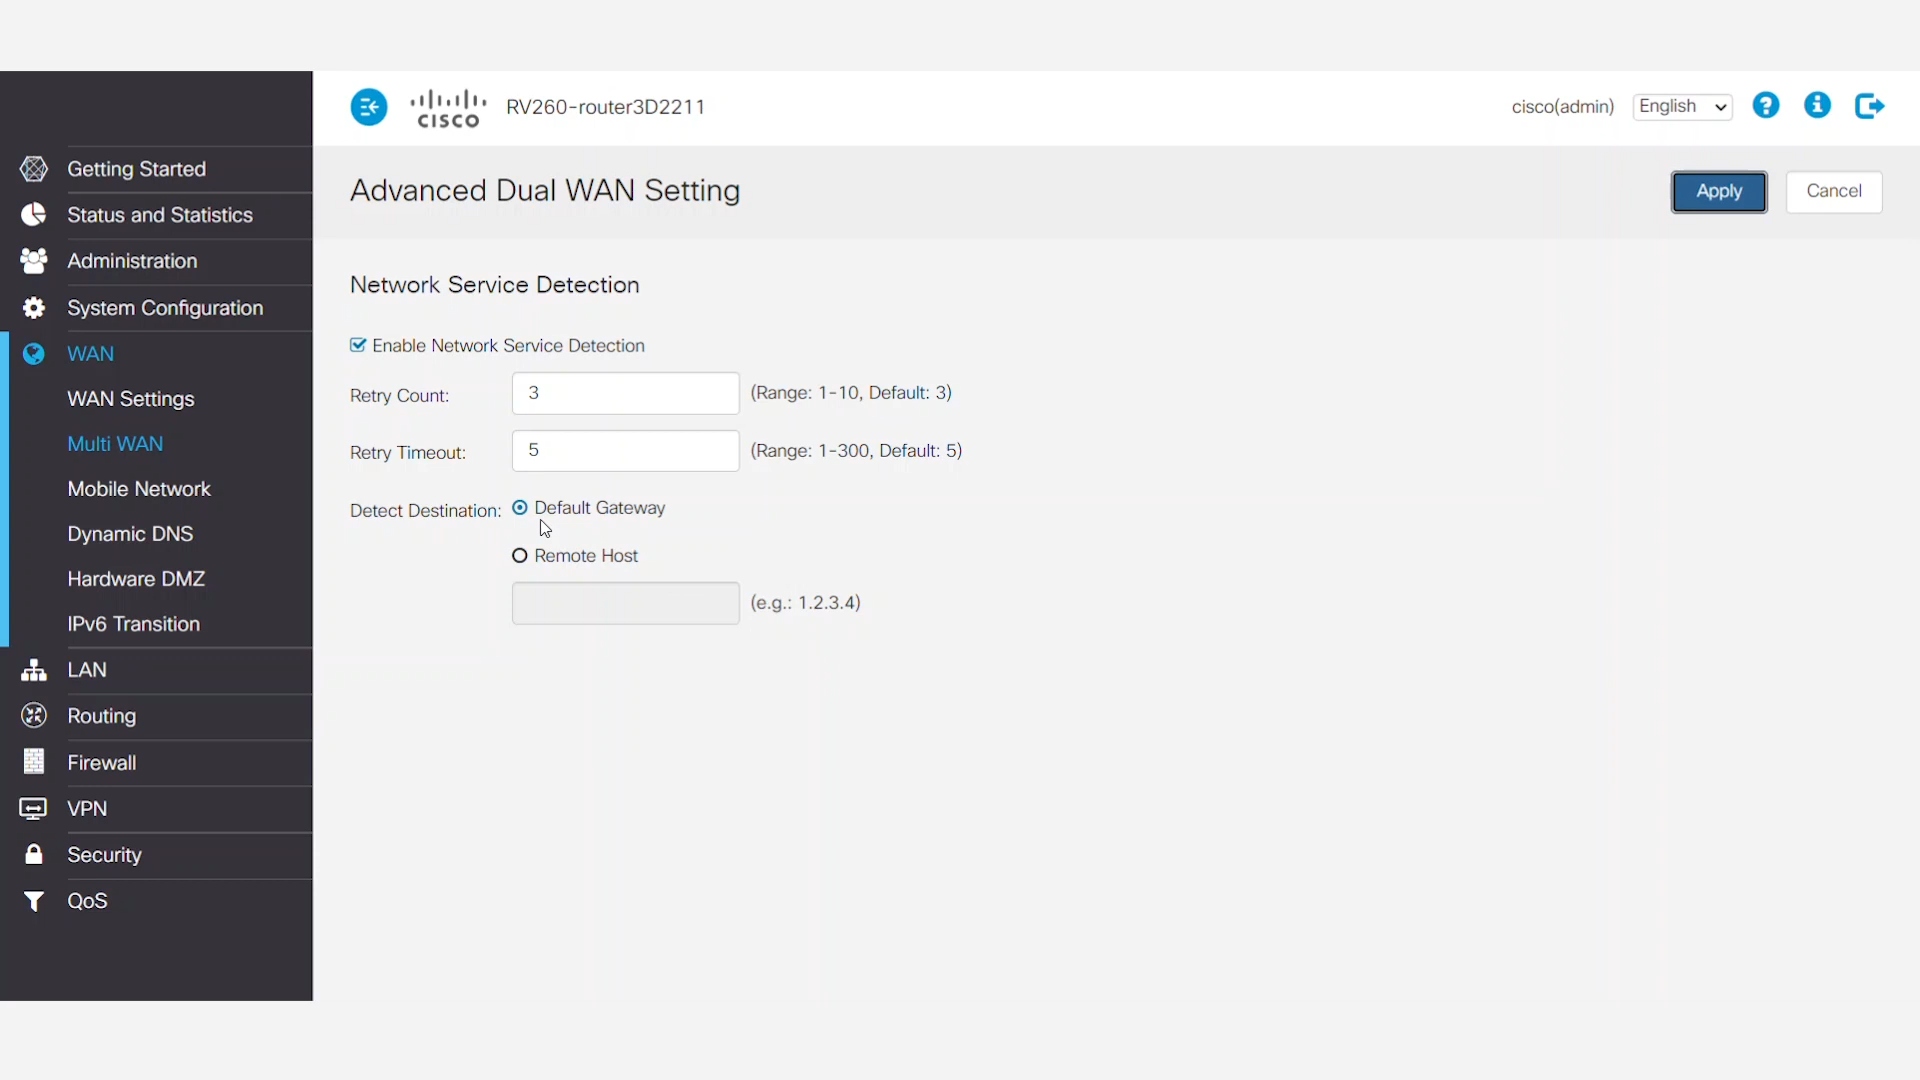 CISCO RV260-router3D2211 cisco(admin) English
Advanced Dual WAN Setting Apply Cancel
Getting Started
Status and Statistics
Administration
System Configuration
WAN
WAN Settings
Multi WAN
Mobile Network
Dynamic DNS
Hardware DMZ
IPv6 Transition
LAN
Routing
Firewall
VPN
Security
QoS
Network Service Detection
Enable Network Service Detection
Retry Count: 3 (Range: 1-10, Default: 3)
Retry Timeout: 5 (Range: 1-300, Default: 5)
Detect Destination: Default Gateway
Remote Host
(e.g.: 1.2.3.4)